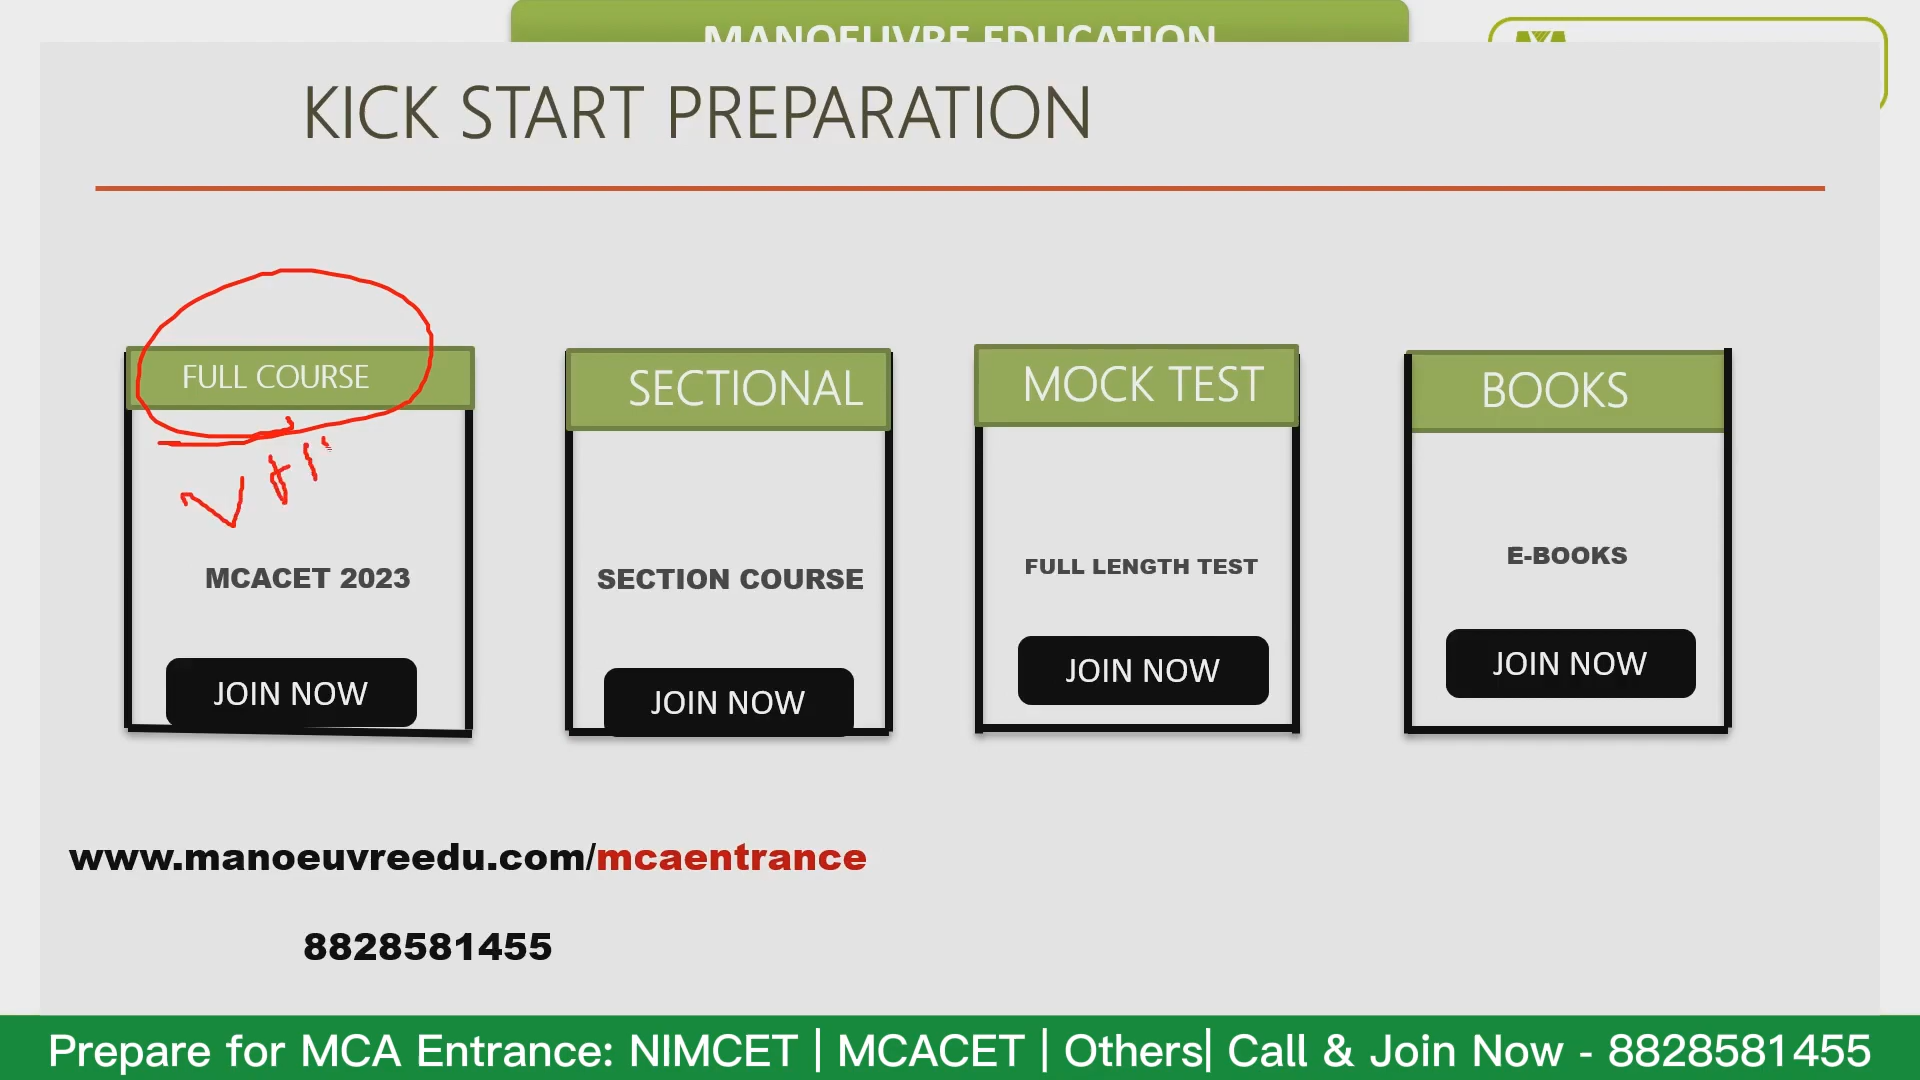 MANOEUVRE EDUCATION
KICK START PREPARATION
FULL COURSE
MCACET 2023
JOIN NOW
SECTIONAL
SECTION COURSE
JOIN NOW
MOCK TEST
FULL LENGTH TEST
JOIN NOW
BOOKS
E-BOOKS
JOIN NOW
www.manoeuvreedu.com/mcaentrance
8828581455
Prepare for MCA Entrance: NIMCET | MCACET | Others| Call & Join Now - 8828581455